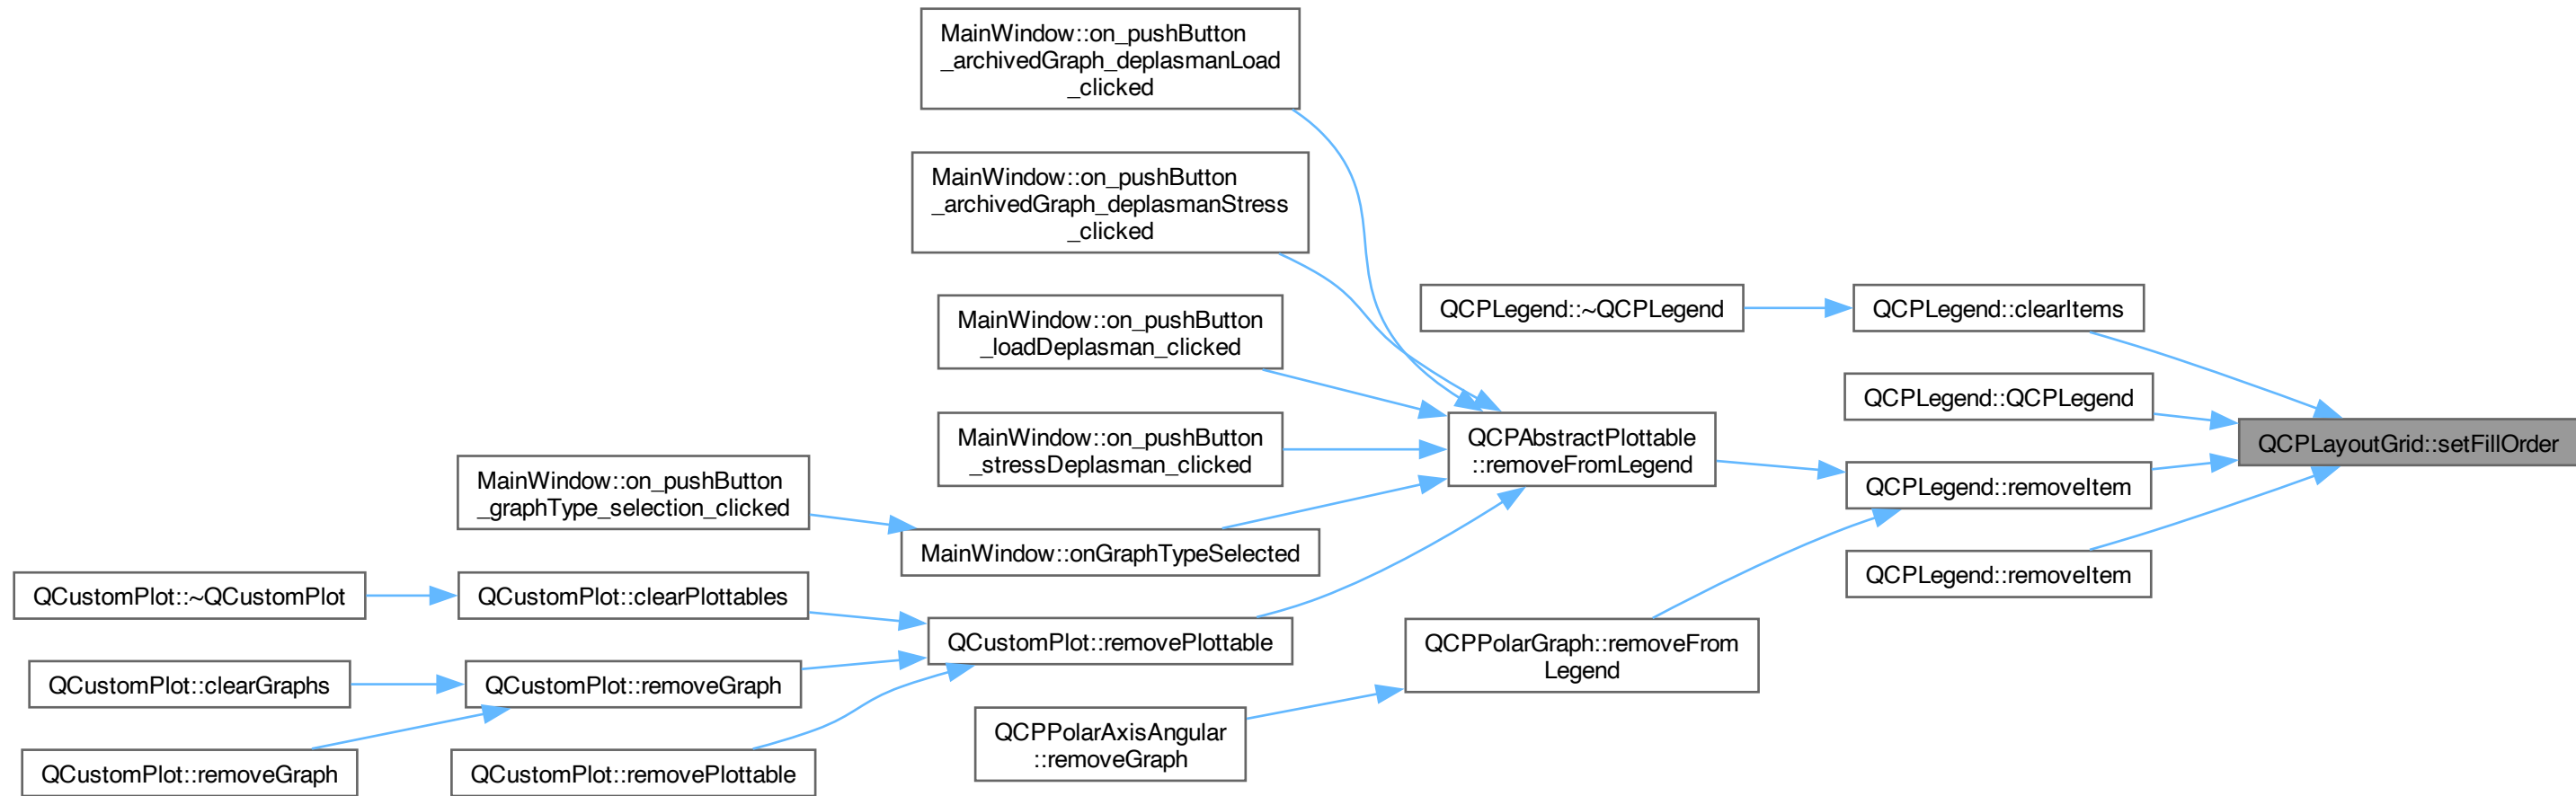 MainWindow::on_pushButton
_archivedGraph_deplasmanLoad
_clicked
MainWindow::on_pushButton
_archivedGraph_deplasmanStress
_clicked
MainWindow::on_pushButton
_loadDeplasman_clicked
MainWindow::on_pushButton
_stressDeplasman_clicked
MainWindow::on_pushButton
_graphType_selection_clicked
MainWindow::onGraphTypeSelected
QCustomPlot::~QCustomPlot
QCustomPlot::clearPlottables
QCustomPlot::removePlottable
QCustomPlot::clearGraphs
QCustomPlot::removeGraph
QCustomPlot::removeGraph
QCustomPlot::removePlottable
QCPPolarAxisAngular
::removeGraph
QCPLegend::~QCPLegend
QCPLegend::clearItems
QCPLegend::QCPLegend
QCPAbstractPlottable
::removeFromLegend
QCPLegend::removeItem
QCPLegend::removeItem
QCPPolarGraph::removeFrom
Legend
QCPLayoutGrid::setFillOrder